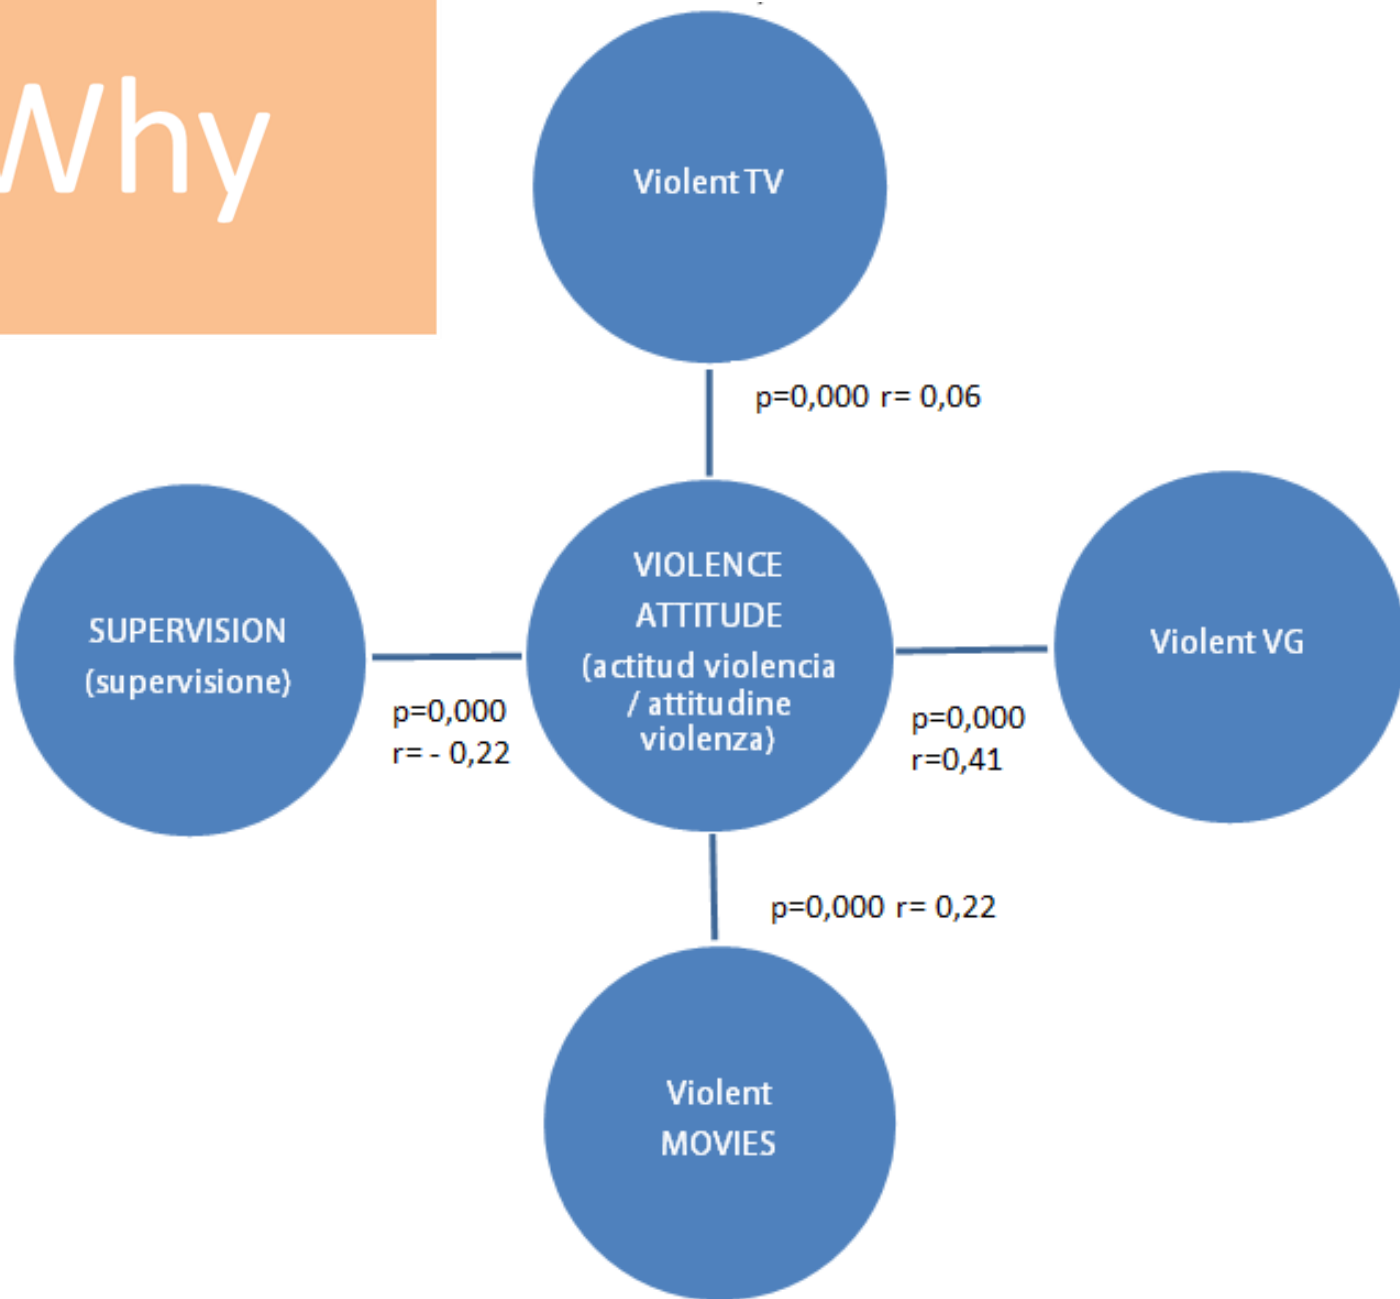 Why
Violent TV
p=0,000 r= 0,06
VIOLENCE
ATTITUDE
(actitud violencia
/ attitudine
violenza)
SUPERVISION
(supervisione)
p=0,000
r= - 0,22
Violent VG
p=0,000
r=0,41
p=0,000 r= 0,22
Violent
MOVIES